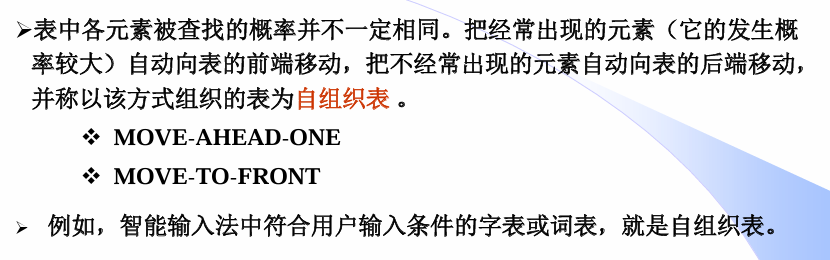 ➢表中各元素被查找的概率并不一定相同。把经常出现的元素（它的发生概
率较大）自动向表的前端移动，把不经常出现的元素自动向表的后端移动，
并称以该方式组织的表为自组织表 。
❖ MOVE-AHEAD-ONE
❖ MOVE-TO-FRONT
➢ 例如，智能输入法中符合用户输入条件的字表或词表，就是自组织表。